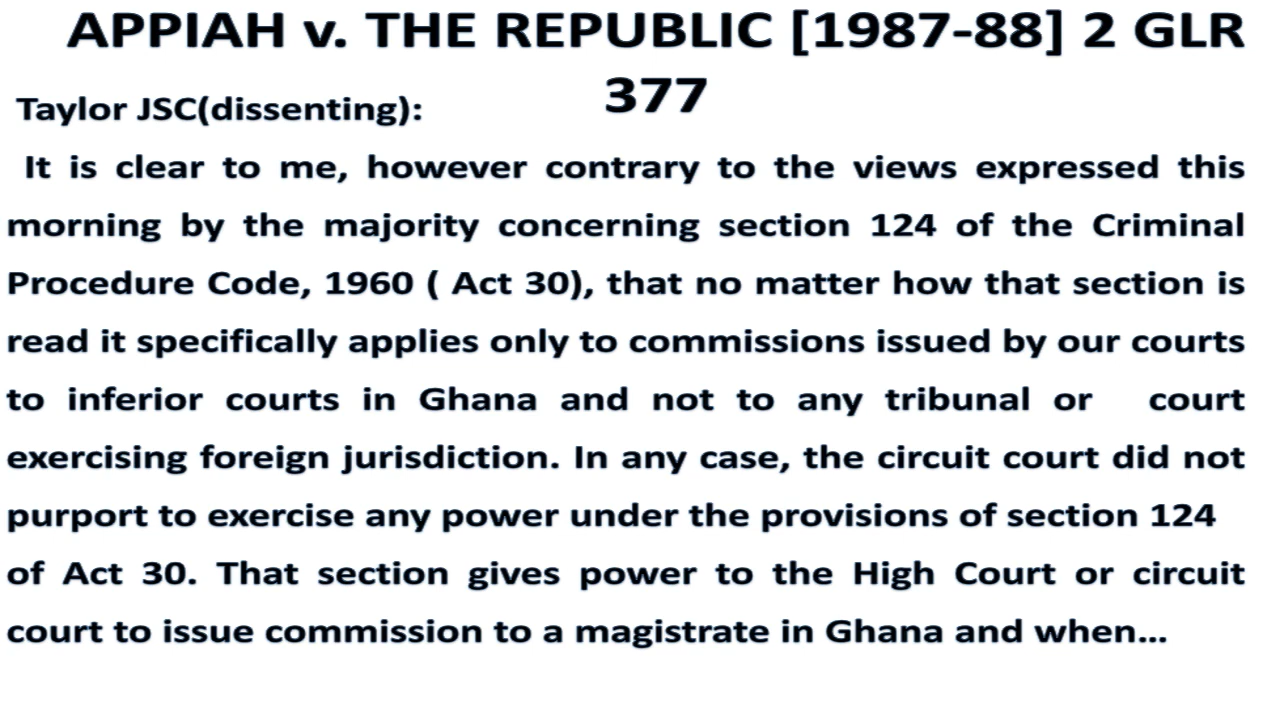 APPIAH v. THE REPUBLIC [1987-88] 2 GLR
377
Taylor JSC(dissenting):
It is clear to me, however contrary to the views expressed this
morning by the majority concerning section 124 of the Criminal
Procedure Code, 1960 ( Act 30), that no matter how that section is
read it specifically applies only to commissions issued by our courts
to inferior courts in Ghana and not to any tribunal or court
exercising foreign jurisdiction. In any case, the circuit court did not
purport to exercise any power under the provisions of section 124
of Act 30. That section gives power to the High Court or circuit
court to issue commission to a magistrate in Ghana and when...